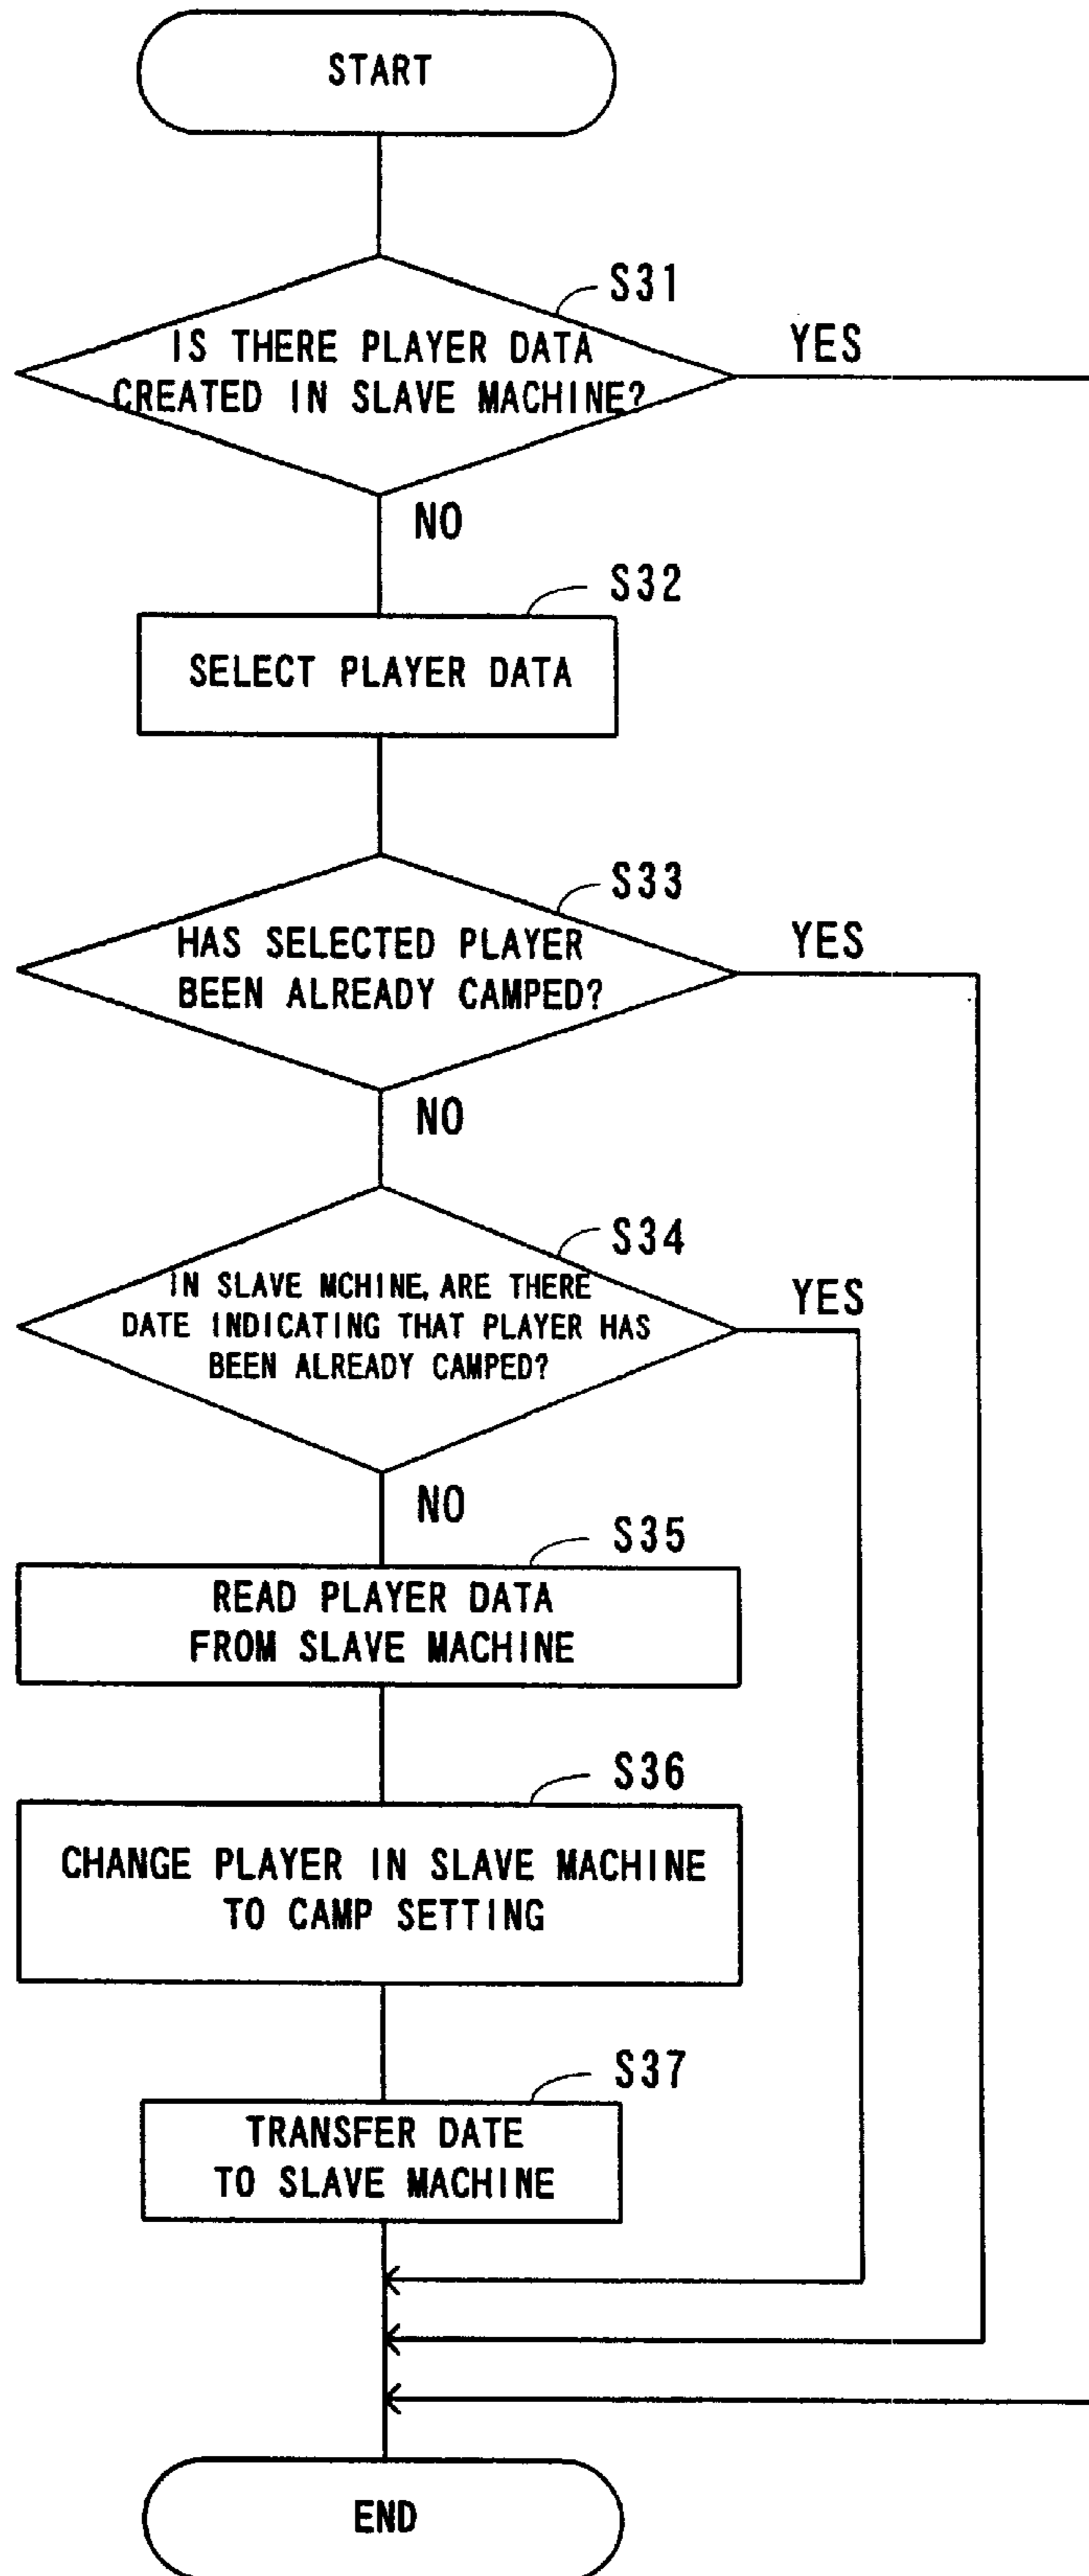 START
S31
IS THERE PLAYER DATA
CREATED IN SLAVE MACHINE?
YES
NO
S32
SELECT PLAYER DATA
S33
HAS SELECTED PLAYER
BEEN ALREADY CAMPED?
YES
NO
S34
IN SLAVE MCHINE, ARE THERE
DATE INDICATING THAT PLAYER HAS
BEEN ALREADY CAMPED?
YES
NO
S35
READ PLAYER DATA
FROM SLAVE MACHINE
S36
CHANGE PLAYER IN SLAVE MACHINE
TO CAMP SETTING
S37
TRANSFER DATE
TO SLAVE MACHINE
END